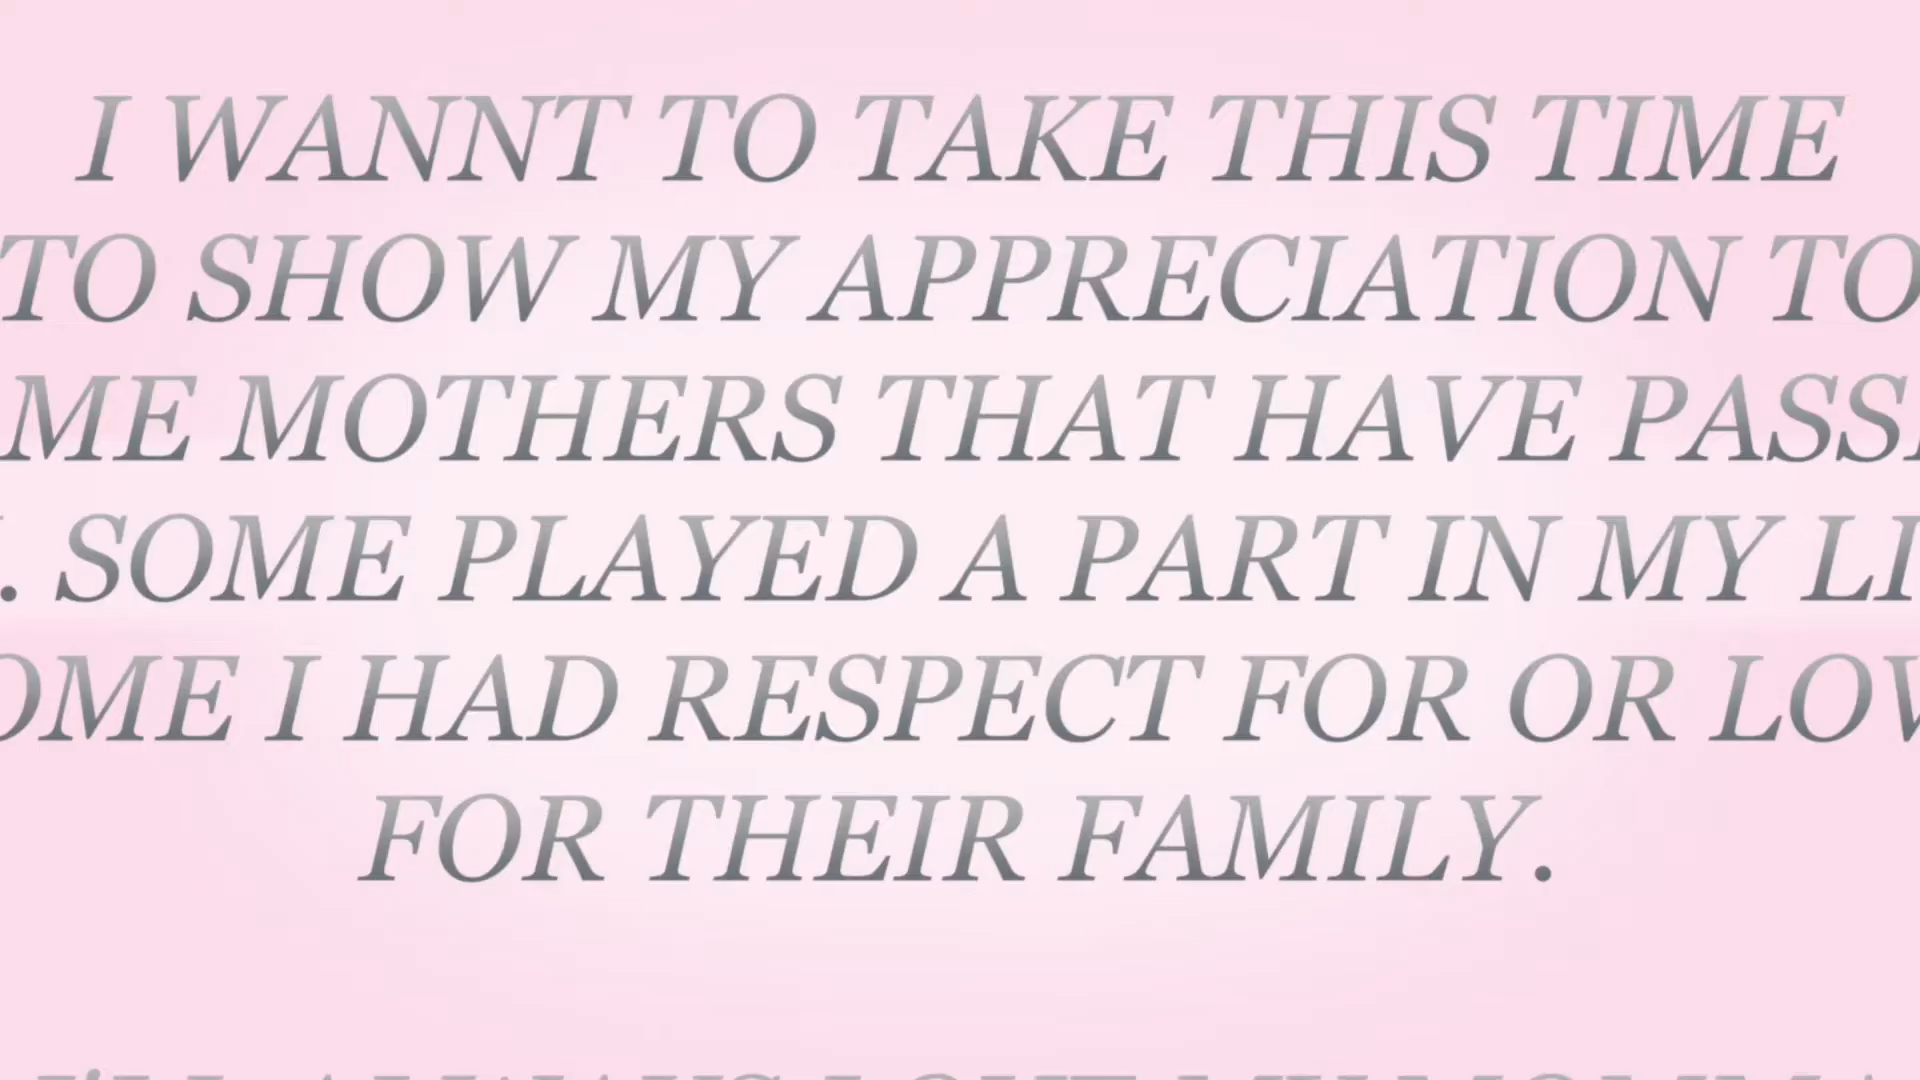 I WANNT TO TAKE THIS TIME
TO SHOW MY APPRECIATION TO
ME MOTHERS THAT HAVE PASS
. SOME PLAYED A PART IN MY LI
OME I HAD RESPECT FOR OR LOV
FOR THEIR FAMILY.